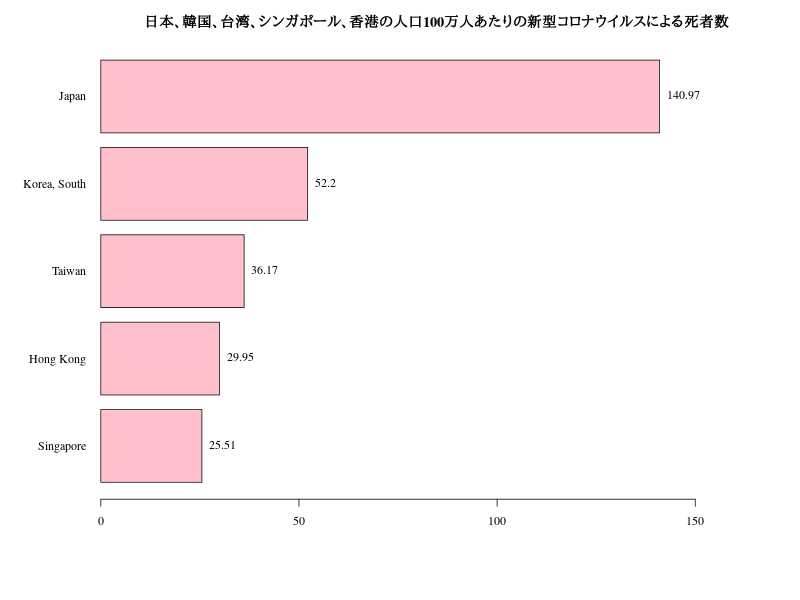 日本、韓国、台湾、シンガポール、香港の人口100万人あたりの新型コロナウイルスによる死者数
Japan 140.97
Korea, South 52.2
Taiwan 36.17
Hong Kong 29.95
Singapore 25.51
0 50 100 150